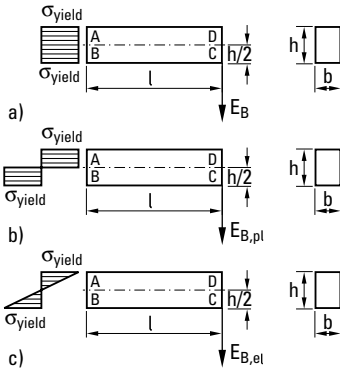 σyield
A D
B C
h/2
h
σyield
l
b
EB
a)
σyield
A D
B C
h/2
h
σyield
l
b
EB,pl
b)
σyield
A D
B C
h/2
h
σyield
l
b
EB,el
c)